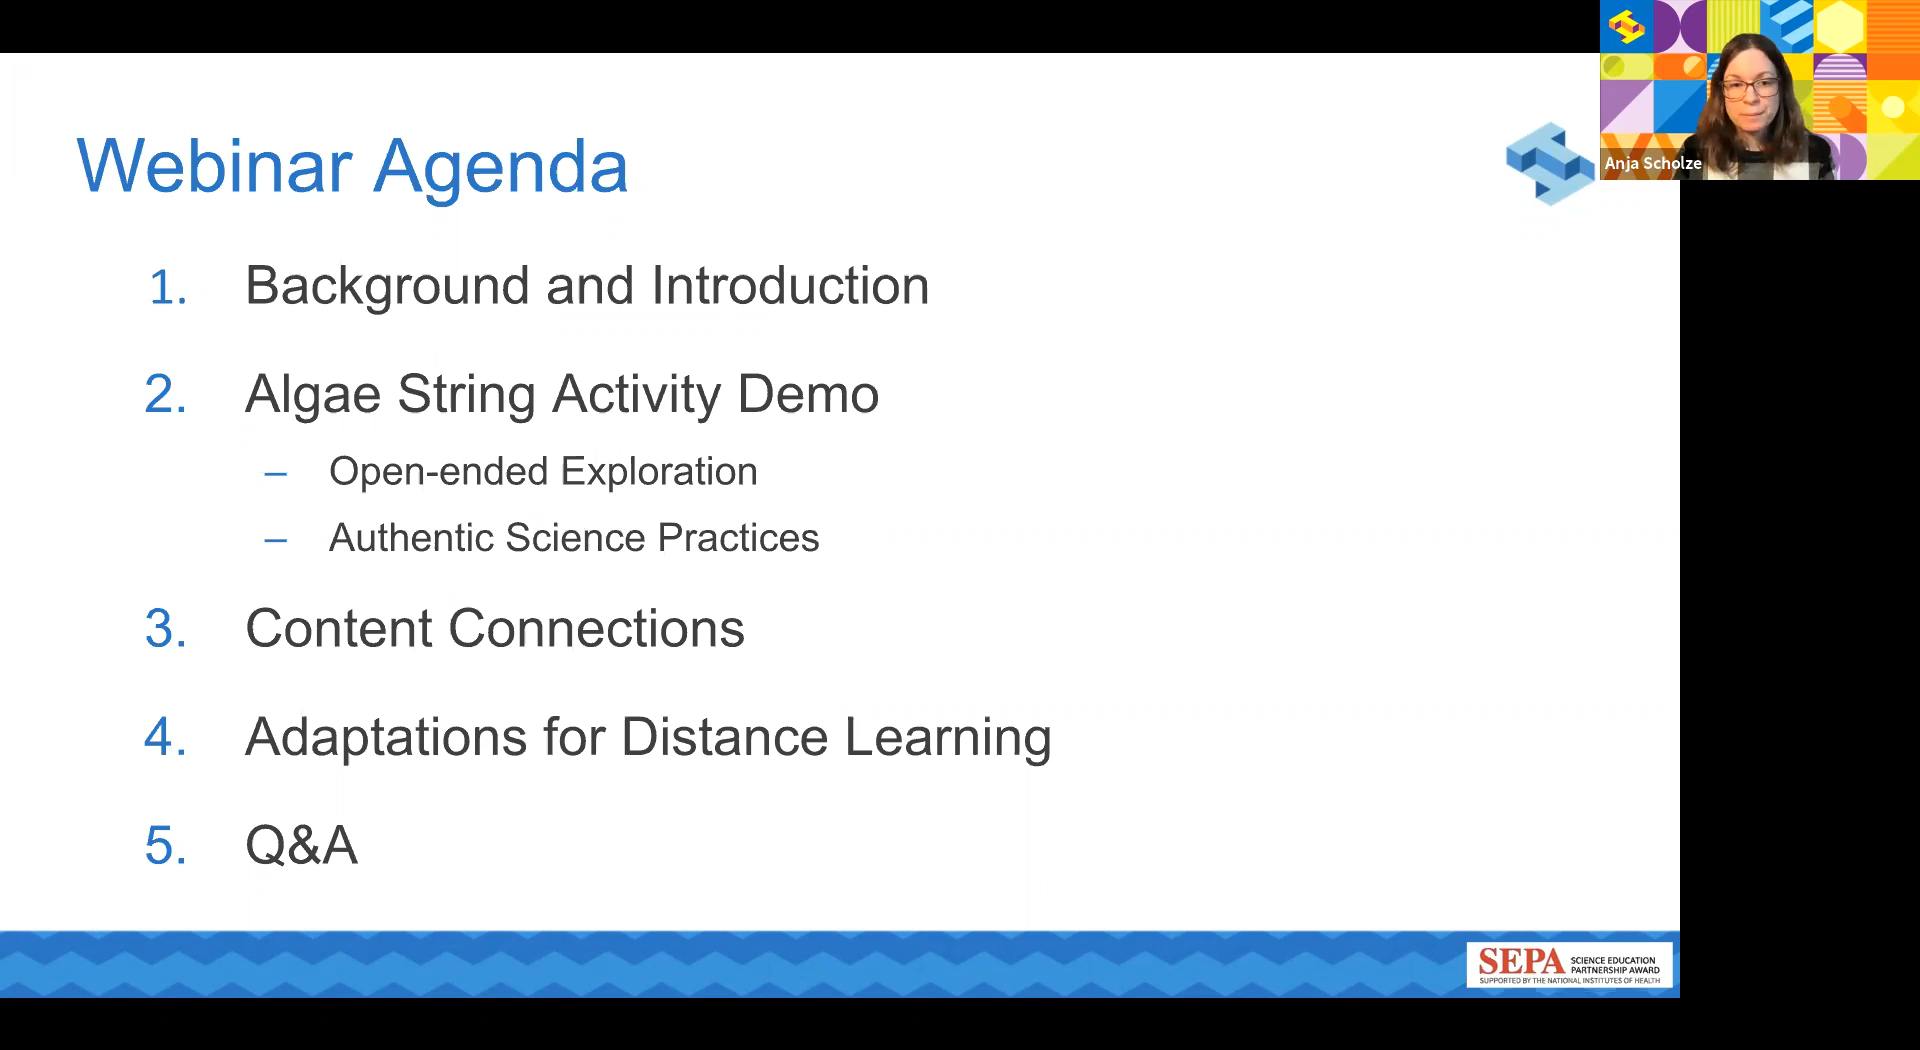 Webinar Agenda
1. Background and Introduction
2. Algae String Activity Demo
– Open-ended Exploration
– Authentic Science Practices
3. Content Connections
4. Adaptations for Distance Learning
5. Q&A
Anja Scholze
SEPA SCIENCE EDUCATION
PARTNERSHIP AWARD
SUPPORTED BY THE NATIONAL INSTITUTES OF HEALTH